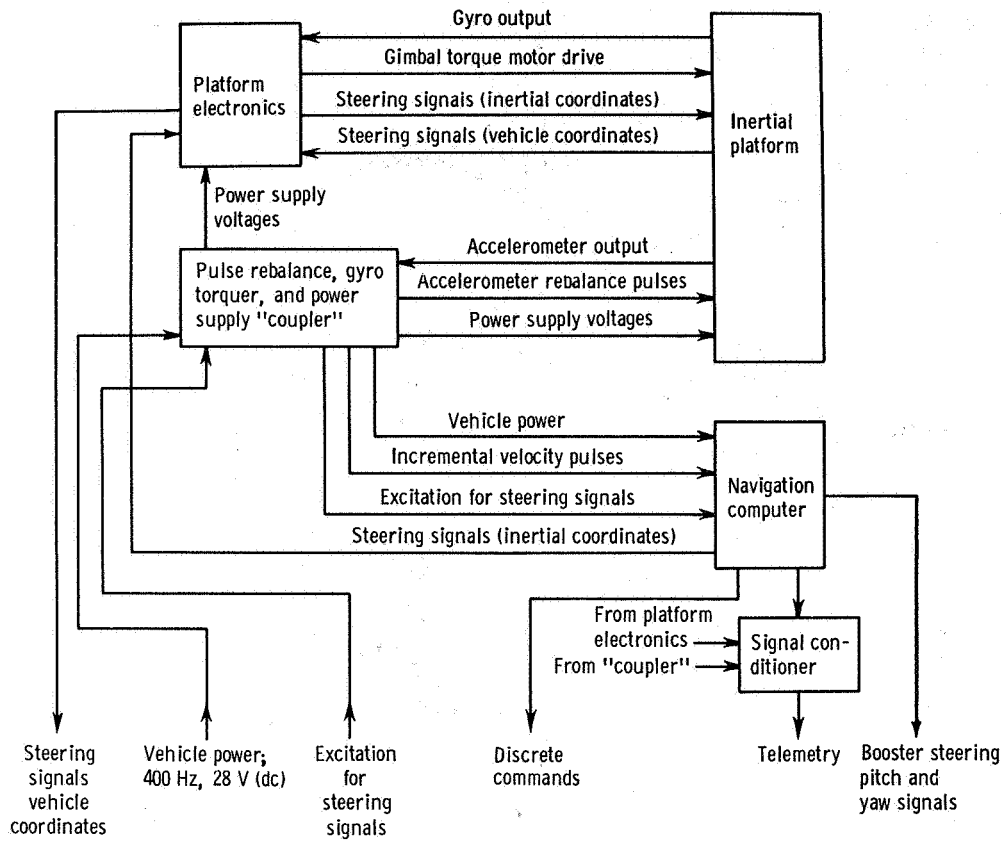 Gyro output
Gimbal torque motor drive
Platform
electronics
Steering signals (inertial coordinates)
Steering signals (vehicle coordinates)
Inertial
platform
Power supply
voltages
Accelerometer output
Pulse rebalance, gyro
torquer, and power
supply "coupler"
Accelerometer rebalance pulses
Power supply voltages
Vehicle power
Incremental velocity pulses
Excitation for steering signals
Steering signals (inertial coordinates)
Navigation
computer
From platform
electronics
From "coupler"
Signal con-
ditioner
Steering
signals
vehicle
coordinates
Vehicle power;
400 Hz, 28 V (dc)
Excitation
for
steering
signals
Discrete
commands
Telemetry
Booster steering
pitch and
yaw signals